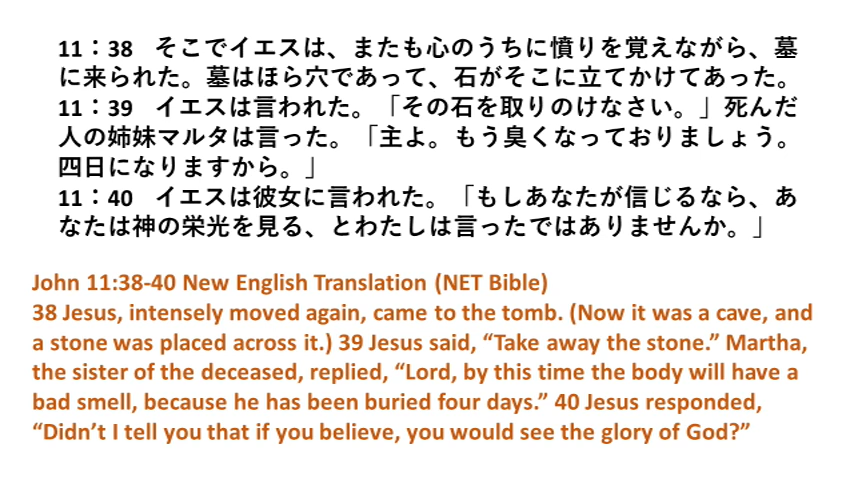 11：38　そこでイエスは、またも心のうちに憤りを覚えながら、墓
に来られた。墓はほら穴であって、石がそこに立てかけてあった。
11：39　イエスは言われた。「その石を取りのけなさい。」死んだ
人の姉妹マルタは言った。「主よ。もう臭くなっておりましょう。
四日になりますから。」
11：40　イエスは彼女に言われた。「もしあなたが信じるなら、あ
なたは神の栄光を見る、とわたしは言ったではありませんか。」
John 11:38-40 New English Translation (NET Bible)
38 Jesus, intensely moved again, came to the tomb. (Now it was a cave, and
a stone was placed across it.) 39 Jesus said, “Take away the stone.” Martha,
the sister of the deceased, replied, “Lord, by this time the body will have a
bad smell, because he has been buried four days.” 40 Jesus responded,
“Didn’t I tell you that if you believe, you would see the glory of God?”